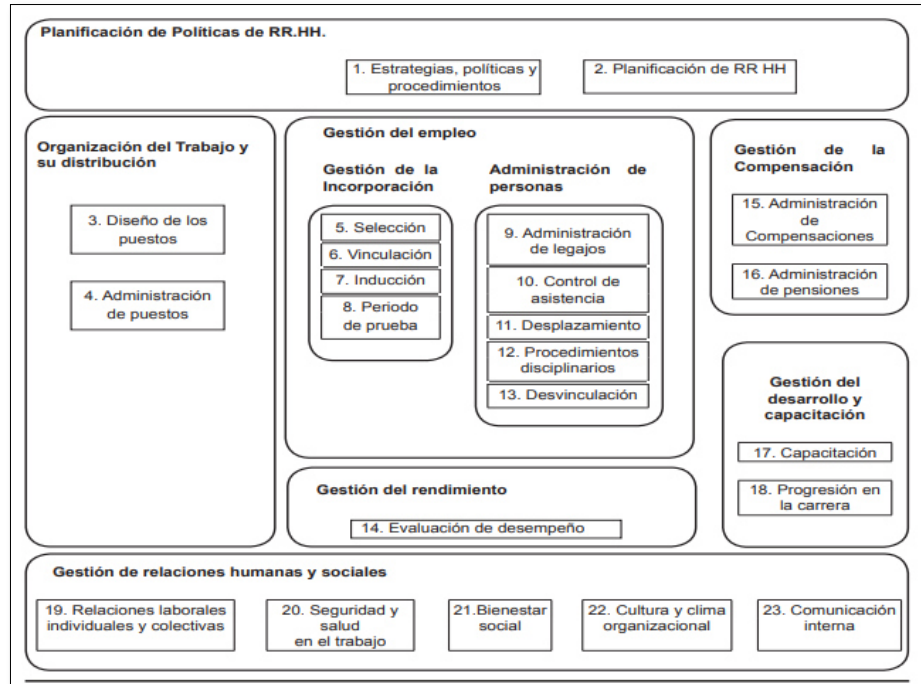 Planificación de Políticas de RR.HH.
1. Estrategias, políticas y
procedimientos
2. Planificación de RR HH
Organización del Trabajo y
su distribución
3. Diseño de los
puestos
4. Administración
de puestos
Gestión del empleo
Gestión de la
Incorporación
5. Selección
6. Vinculación
7. Inducción
8. Periodo
de prueba
Administración de
personas
9. Administración
de legajos
10. Control de
asistencia
11. Desplazamiento
12. Procedimientos
disciplinarios
13. Desvinculación
Gestión del rendimiento
14. Evaluación de desempeño
Gestión de la
Compensación
15. Administración
de
Compensaciones
16. Administración
de pensiones
Gestión del
desarrollo y
capacitación
17. Capacitación
18. Progresión en
la carrera
Gestión de relaciones humanas y sociales
19. Relaciones laborales
individuales y colectivas
20. Seguridad y
salud
en el trabajo
21.Bienestar
social
22. Cultura y clima
organizacional
23. Comunicación
interna